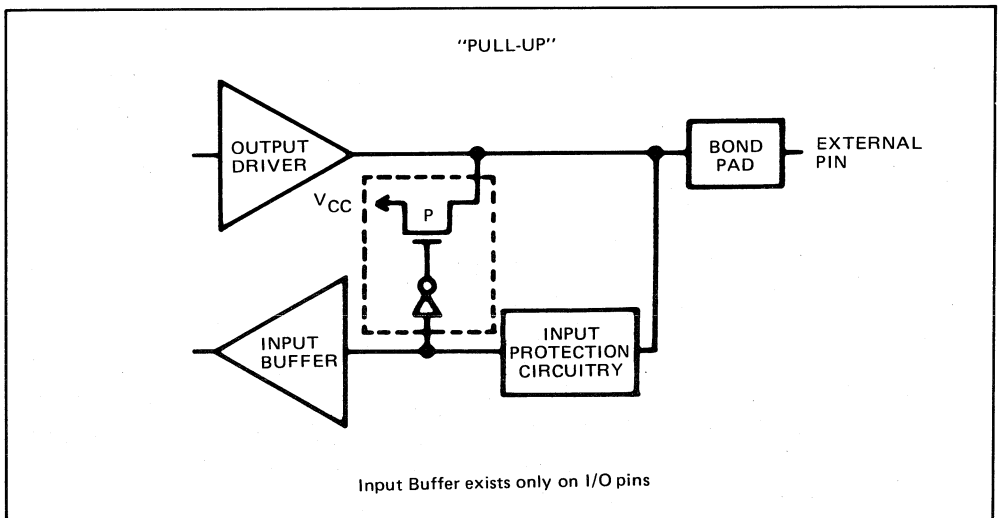 "PULL-UP"
OUTPUT
DRIVER
BOND
PAD
EXTERNAL
PIN
VCC
P
INPUT
BUFFER
INPUT
PROTECTION
CIRCUITRY
Input Buffer exists only on I/O pins